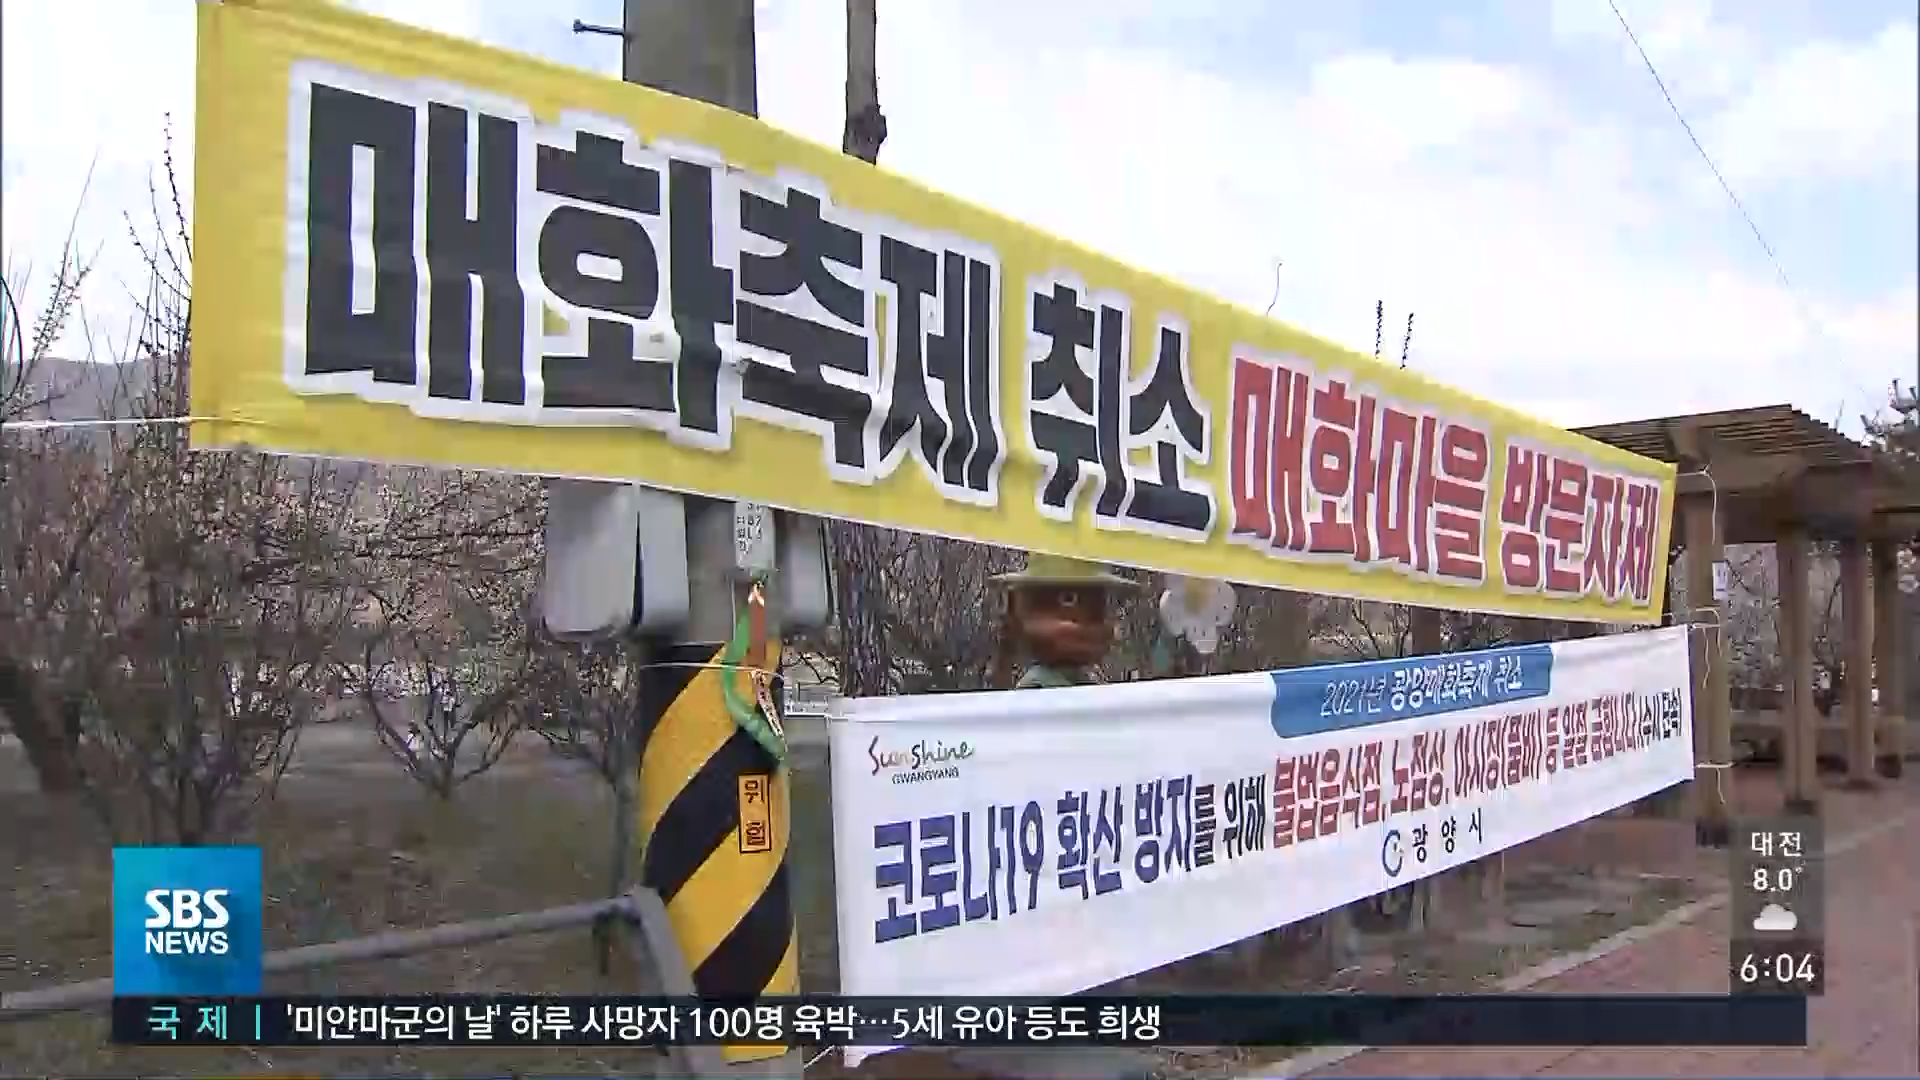 매화축제 취소 매화마을 방문자제
2021년 광양매화축제 취소
Sunshine
GWANGYANG
코로나19 확산 방지를 위해 불법음식점, 노점상, 야시장(풀비) 등 일절 금합니다(수시단속)
광양시
위험
대전
8.0°
6:04
SBS
NEWS
국제 | '미얀마군의 날' 하루 사망자 100명 육박…5세 유아 등도 희생